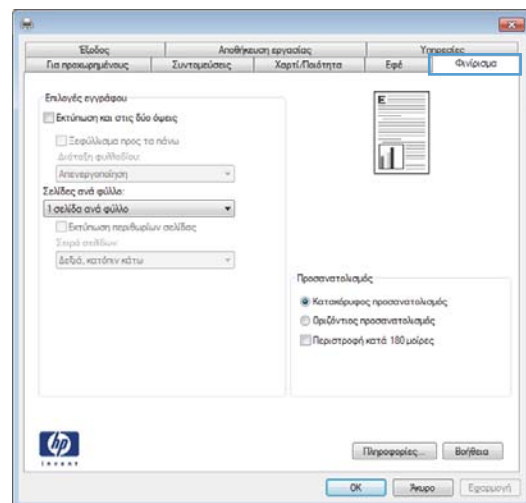 Έξοδος Αποθήκευση εργασίας Υπηρεσίες
Για προχωρημένους Συντομεύσεις Χαρτί/Ποιότητα Εφέ Φινίρισμα
Επιλογές εγγράφου
Εκτύπωση και στις δύο όψεις
Ξεφύλλισμα προς τα πάνω
Διάταξη φυλλαδίου:
Απενεργοποίηση
Σελίδες ανά φύλλο:
1 σελίδα ανά φύλλο
Εκτύπωση περιθωρίων σελίδας
Σειρά σελίδων:
Δεξιά, κατόπιν κάτω
E
Προσανατολισμός
Κατακόρυφος προσανατολισμός
Οριζόντιος προσανατολισμός
Περιστροφή κατά 180 μοίρες
hp
invent
Πληροφορίες... Βοήθεια
OK Άκυρο Εφαρμογή